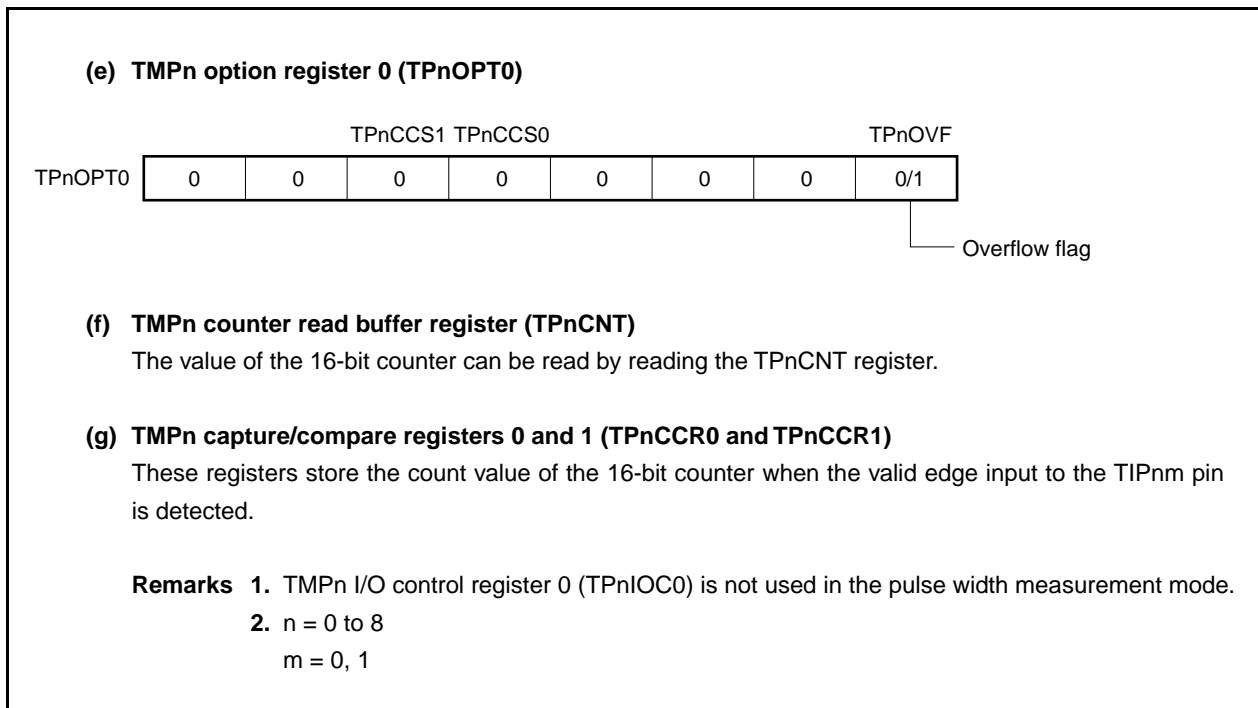 (e) TMPn option register 0 (TPnOPT0)
TPnCCS1 TPnCCS0 TPnOVF
TPnOPT0 0 0 0 0 0 0 0 0/1
Overflow flag
(f) TMPn counter read buffer register (TPnCNT)
The value of the 16-bit counter can be read by reading the TPnCNT register.
(g) TMPn capture/compare registers 0 and 1 (TPnCCR0 and TPnCCR1)
These registers store the count value of the 16-bit counter when the valid edge input to the TIPnm pin
is detected.
Remarks 1. TMPn I/O control register 0 (TPnIOC0) is not used in the pulse width measurement mode.
2. n = 0 to 8
m = 0, 1